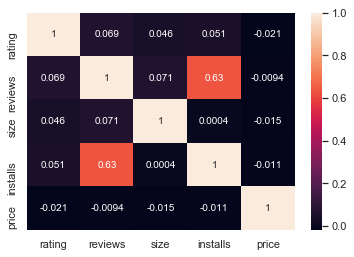 rating 1 0.069 0.046 0.051 -0.021
reviews 0.069 1 0.071 0.63 -0.0094
size 0.046 0.071 1 0.0004 -0.015
installs 0.051 0.63 0.0004 1 -0.011
price -0.021 -0.0094 -0.015 -0.011 1
rating reviews size installs price
1.0
0.8
0.6
0.4
0.2
0.0